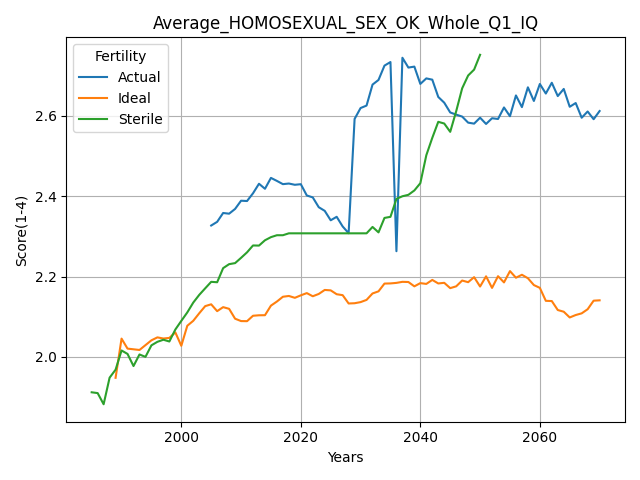 Average_HOMOSEXUAL_SEX_OK_Whole_Q1_IQ
Fertility
Actual
Ideal
Sterile
Score(1-4)
2.6
2.4
2.2
2.0
2000
2020
2040
2060
Years